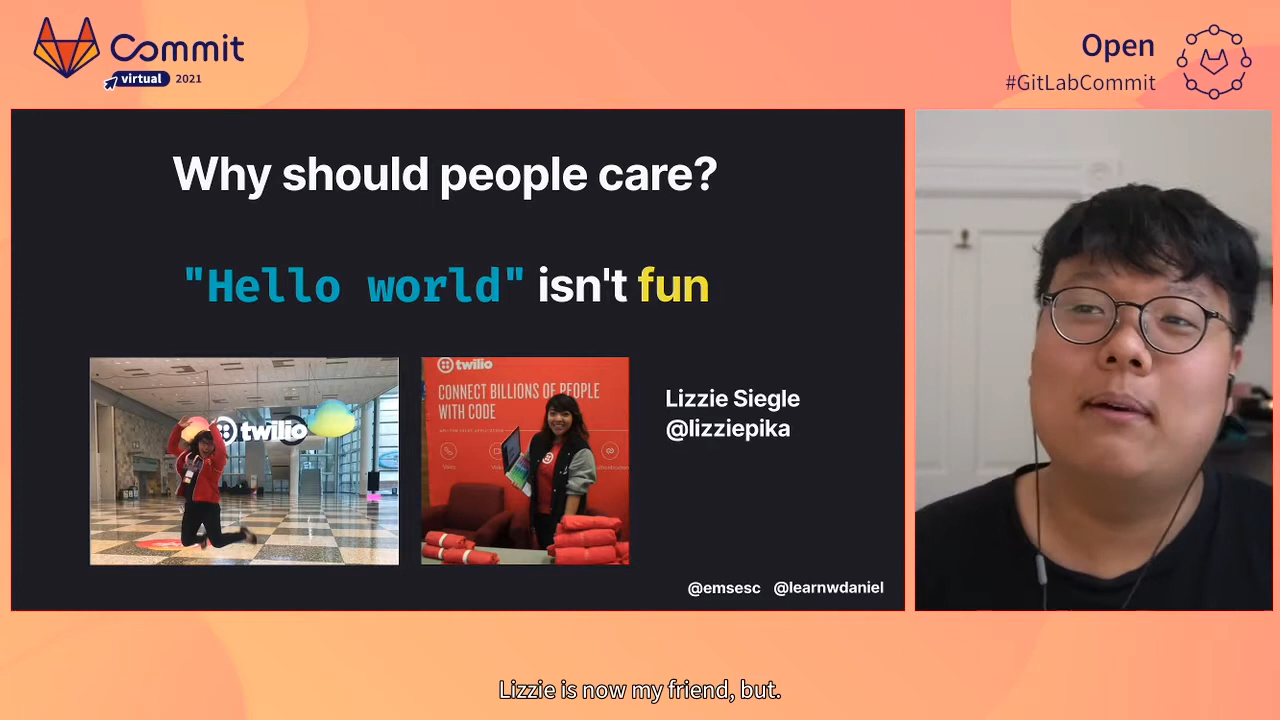 Commit
virtual 2021
Open
#GitLabCommit
Why should people care?
"Hello world" isn't fun
twilio
twilio
CONNECT BILLIONS OF PEOPLE
WITH CODE
Lizzie Siegle
@lizziepika
@emsesc @learnwdaniel
Lizzie is now my friend, but.